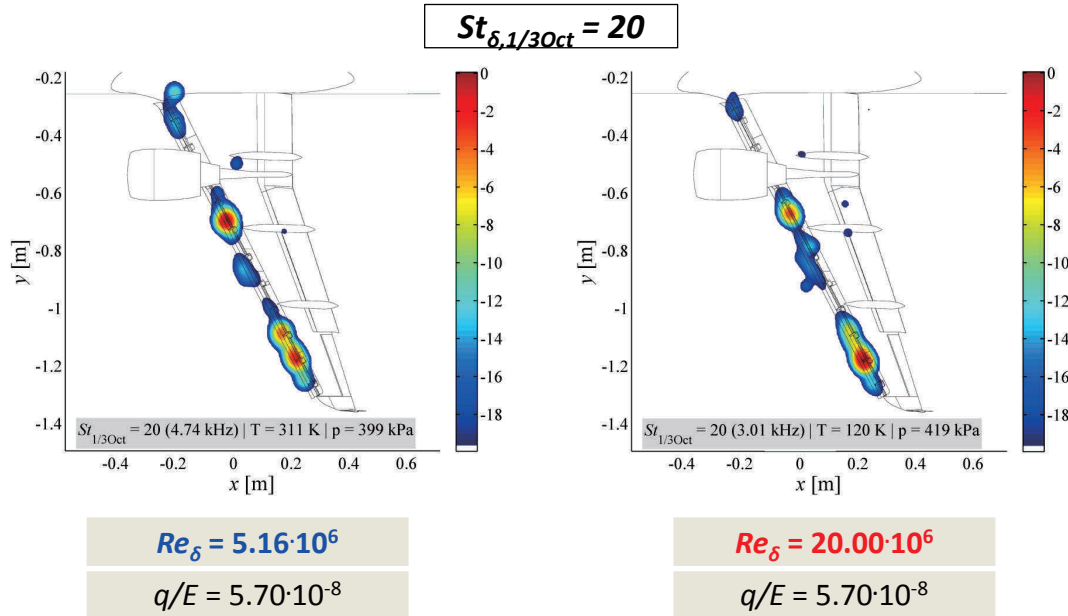 St_δ,1/3Oct = 20
-0.2
-0.4
-0.6
-0.8
-1
-1.2
-1.4
y [m]
-0.4 -0.2 0 0.2 0.4 0.6
x [m]
0
-2
-4
-6
-8
-10
-12
-14
-16
-18
St_1/3Oct = 20 (4.74 kHz) | T = 311 K | p = 399 kPa
Re_δ = 5.16·10^6
q/E = 5.70·10^-8
-0.2
-0.4
-0.6
-0.8
-1
-1.2
-1.4
y [m]
-0.4 -0.2 0 0.2 0.4 0.6
x [m]
0
-2
-4
-6
-8
-10
-12
-14
-16
-18
St_1/3Oct = 20 (3.01 kHz) | T = 120 K | p = 419 kPa
Re_δ = 20.00·10^6
q/E = 5.70·10^-8